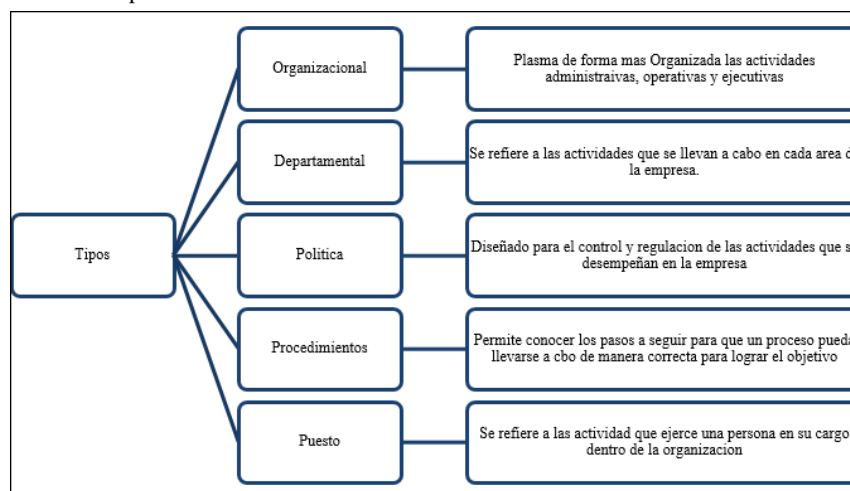 Organizacional
Plasma de forma mas Organizada las actividades
administraivas, operativas y ejecutivas
Departamental
Se refiere a las actividades que se llevan a cabo en cada area d
la empresa.
Tipos
Politica
Diseñado para el control y regulacion de las actividades que s
desempeñan en la empresa
Procedimientos
Permite conocer los pasos a seguir para que un proceso pueda
llevarse a cbo de manera correcta para lograr el objetivo
Puesto
Se refiere a las actividad que ejerce una persona en su cargo
dentro de la organizacion